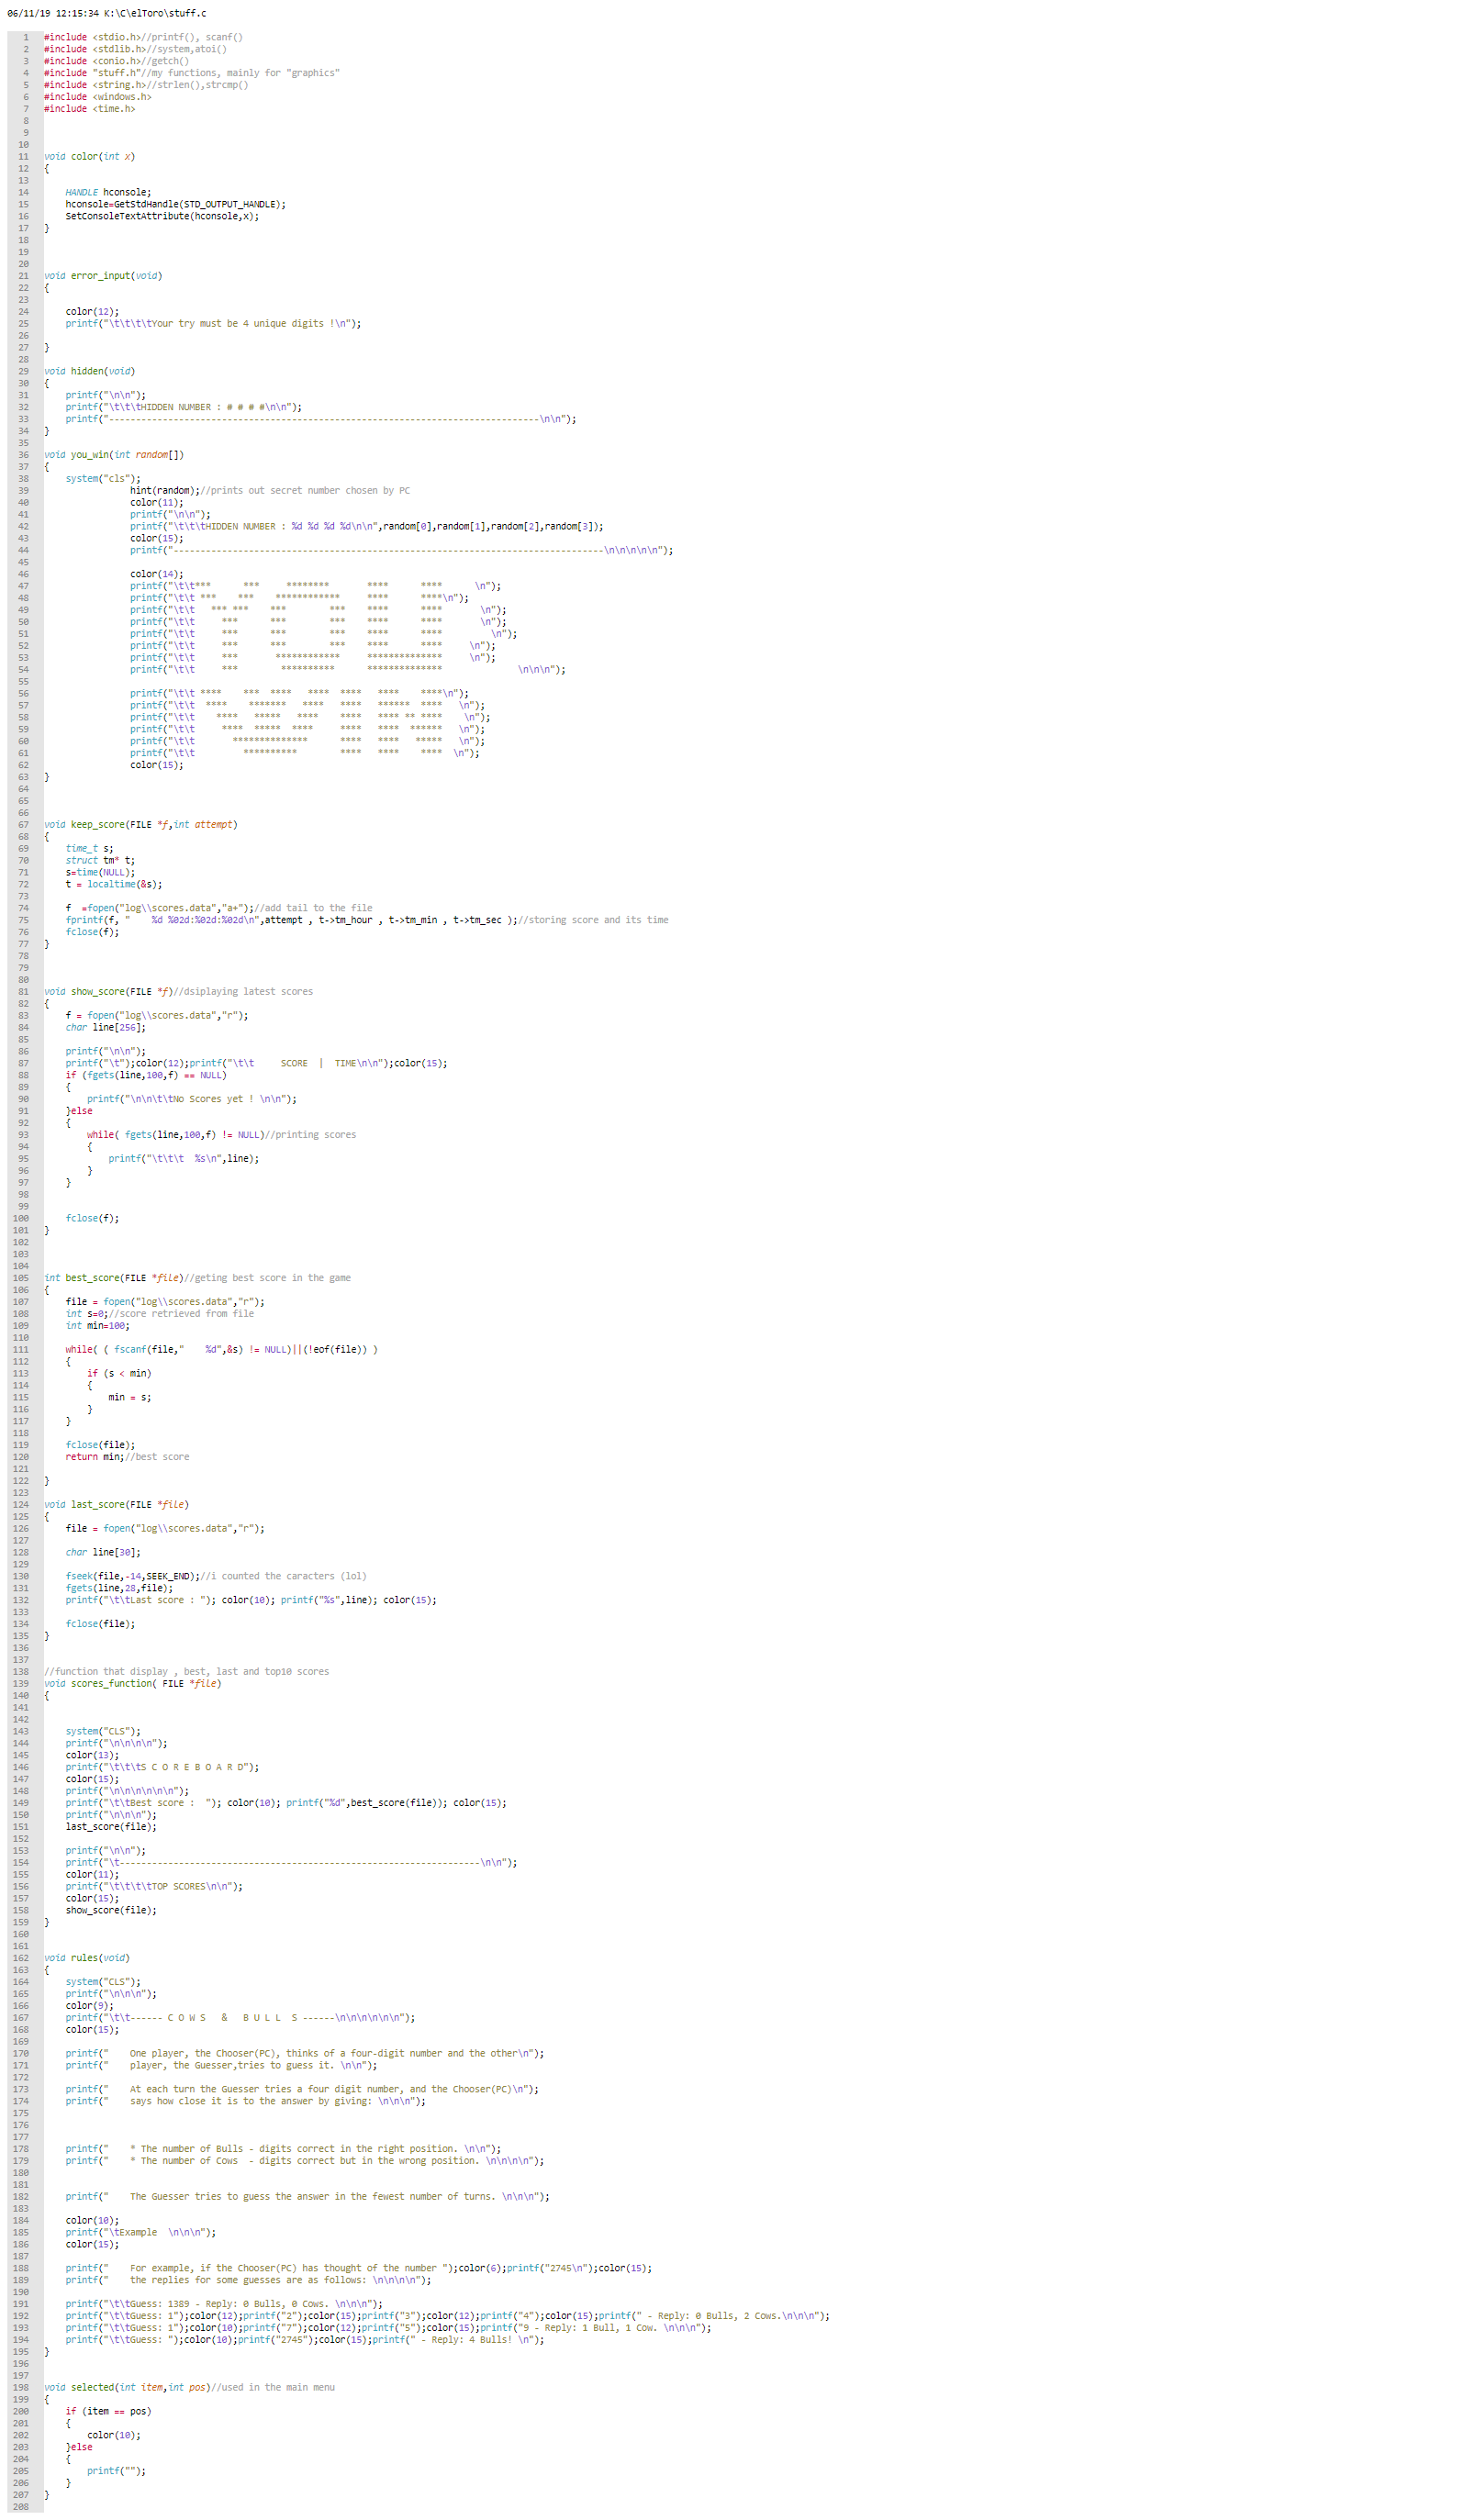 06/11/19 12:15:34 K:\C\elToro\stuff.c
1 #include <stdio.h>//printf(), scanf()
2 #include <stdlib.h>//system,atoi()
3 #include <conio.h>//getch()
4 #include "stuff.h"//my functions, mainly for "graphics"
5 #include <string.h>//strlen(),strcmp()
6 #include <windows.h>
7 #include <time.h>
8
9
10
11 void color(int x)
12 {
13
14     HANDLE hconsole;
15     hconsole=GetStdHandle(STD_OUTPUT_HANDLE);
16     SetConsoleTextAttribute(hconsole,x);
17 }
18
19
20
21 void error_input(void)
22 {
23
24     color(12);
25     printf("\t\t\t\tYour try must be 4 unique digits !\n");
26
27 }
28
29 void hidden(void)
30 {
31     printf("\n\n");
32     printf("\t\t\tHIDDEN NUMBER : # # # #\n\n");
33     printf("--------------------------------------------------------------------------------\n\n");
34 }
35
36 void you_win(int random[])
37 {
38     system("cls");
39                 hint(random);//prints out secret number chosen by PC
40                 color(11);
41                 printf("\n\n");
42                 printf("\t\t\tHIDDEN NUMBER : %d %d %d %d\n\n",random[0],random[1],random[2],random[3]);
43                 color(15);
44                 printf("--------------------------------------------------------------------------------\n\n\n\n\n");
45
46                 color(14);
47                 printf("\t\t***      ***     ********       ****      ****      \n");
48                 printf("\t\t ***    ***    ************     ****      ****\n");
49                 printf("\t\t   *** ***    ***        ***    ****      ****       \n");
50                 printf("\t\t     ***      ***        ***    ****      ****       \n");
51                 printf("\t\t     ***      ***        ***    ****      ****         \n");
52                 printf("\t\t     ***      ***        ***    ****      ****     \n");
53                 printf("\t\t     ***       ************     **************     \n");
54                 printf("\t\t     ***        **********      **************              \n\n\n");
55
56                 printf("\t\t ****    ***  ****   ****  ****   ****    ****\n");
57                 printf("\t\t  ****    *******   ****   ****   ******  ****   \n");
58                 printf("\t\t    ****   *****   ****    ****   **** ** ****    \n");
59                 printf("\t\t     ****  *****  ****     ****   ****  ******   \n");
60                 printf("\t\t       **************      ****   ****   *****   \n");
61                 printf("\t\t         **********        ****   ****    ****  \n");
62                 color(15);
63 }
64
65
66
67 void keep_score(FILE *f,int attempt)
68 {
69     time_t s;
70     struct tm* t;
71     s=time(NULL);
72     t = localtime(&s);
73
74     f  =fopen("log\\scores.data","a+");//add tail to the file
75     fprintf(f, "    %d %02d:%02d:%02d\n",attempt , t->tm_hour , t->tm_min , t->tm_sec );//storing score and its time
76     fclose(f);
77 }
78
79
80
81 void show_score(FILE *f)//dsiplaying latest scores
82 {
83     f = fopen("log\\scores.data","r");
84     char line[256];
85
86     printf("\n\n");
87     printf("\t");color(12);printf("\t\t     SCORE  |  TIME\n\n");color(15);
88     if (fgets(line,100,f) == NULL)
89     {
90         printf("\n\n\t\tNo Scores yet ! \n\n");
91     }else
92     {
93         while( fgets(line,100,f) != NULL)//printing scores
94         {
95             printf("\t\t\t  %s\n",line);
96         }
97     }
98
99
100     fclose(f);
101 }
102
103
104
105 int best_score(FILE *file)//geting best score in the game
106 {
107     file = fopen("log\\scores.data","r");
108     int s=0;//score retrieved from file
109     int min=100;
110
111     while( ( fscanf(file,"    %d",&s) != NULL)||(!eof(file)) )
112     {
113         if (s < min)
114         {
115             min = s;
116         }
117     }
118
119     fclose(file);
120     return min;//best score
121
122 }
123
124 void last_score(FILE *file)
125 {
126     file = fopen("log\\scores.data","r");
127
128     char line[30];
129
130     fseek(file,-14,SEEK_END);//i counted the caracters (lol)
131     fgets(line,28,file);
132     printf("\t\tLast score : "); color(10); printf("%s",line); color(15);
133
134     fclose(file);
135 }
136
137
138 //function that display , best, last and top10 scores
139 void scores_function( FILE *file)
140 {
141
142
143     system("CLS");
144     printf("\n\n\n\n");
145     color(13);
146     printf("\t\t\tS C O R E B O A R D");
147     color(15);
148     printf("\n\n\n\n\n\n");
149     printf("\t\tBest score :  "); color(10); printf("%d",best_score(file)); color(15);
150     printf("\n\n\n");
151     last_score(file);
152
153     printf("\n\n");
154     printf("\t-------------------------------------------------------------------\n\n");
155     color(11);
156     printf("\t\t\t\tTOP SCORES\n\n");
157     color(15);
158     show_score(file);
159 }
160
161
162 void rules(void)
163 {
164     system("CLS");
165     printf("\n\n\n");
166     color(9);
167     printf("\t\t------ C O W S   &   B U L L  S ------\n\n\n\n\n\n");
168     color(15);
169
170     printf("    One player, the Chooser(PC), thinks of a four-digit number and the other\n");
171     printf("    player, the Guesser,tries to guess it. \n\n");
172
173     printf("    At each turn the Guesser tries a four digit number, and the Chooser(PC)\n");
174     printf("    says how close it is to the answer by giving: \n\n\n");
175
176
177
178     printf("    * The number of Bulls - digits correct in the right position. \n\n");
179     printf("    * The number of Cows  - digits correct but in the wrong position. \n\n\n\n");
180
181
182     printf("    The Guesser tries to guess the answer in the fewest number of turns. \n\n\n");
183
184     color(10);
185     printf("\tExample  \n\n\n");
186     color(15);
187
188     printf("    For example, if the Chooser(PC) has thought of the number ");color(6);printf("2745\n");color(15);
189     printf("    the replies for some guesses are as follows: \n\n\n\n");
190
191     printf("\t\tGuess: 1389 - Reply: 0 Bulls, 0 Cows. \n\n\n");
192     printf("\t\tGuess: 1");color(12);printf("2");color(15);printf("3");color(12);printf("4");color(15);printf(" - Reply: 0 Bulls, 2 Cows.\n\n\n");
193     printf("\t\tGuess: 1");color(10);printf("7");color(12);printf("5");color(15);printf("9 - Reply: 1 Bull, 1 Cow. \n\n\n");
194     printf("\t\tGuess: ");color(10);printf("2745");color(15);printf(" - Reply: 4 Bulls! \n");
195 }
196
197
198 void selected(int item,int pos)//used in the main menu
199 {
200     if (item == pos)
201     {
202         color(10);
203     }else
204     {
205         printf("");
206     }
207 }
208